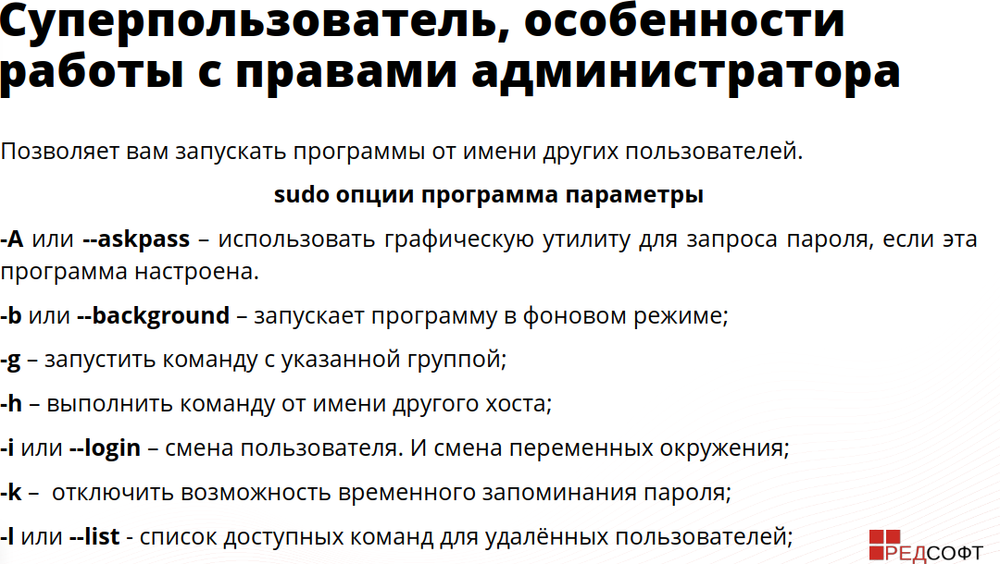 Суперпользователь, особенности
работы с правами администратора
Позволяет вам запускать программы от имени других пользователей.
sudo опции программа параметры
-A или --askpass – использовать графическую утилиту для запроса пароля, если эта
программа настроена.
-b или --background – запускает программу в фоновом режиме;
-g – запустить команду с указанной группой;
-h – выполнить команду от имени другого хоста;
-i или --login – смена пользователя. И смена переменных окружения;
-k –  отключить возможность временного запоминания пароля;
-l или --list - список доступных команд для удалённых пользователей;
РЕДСОФТ